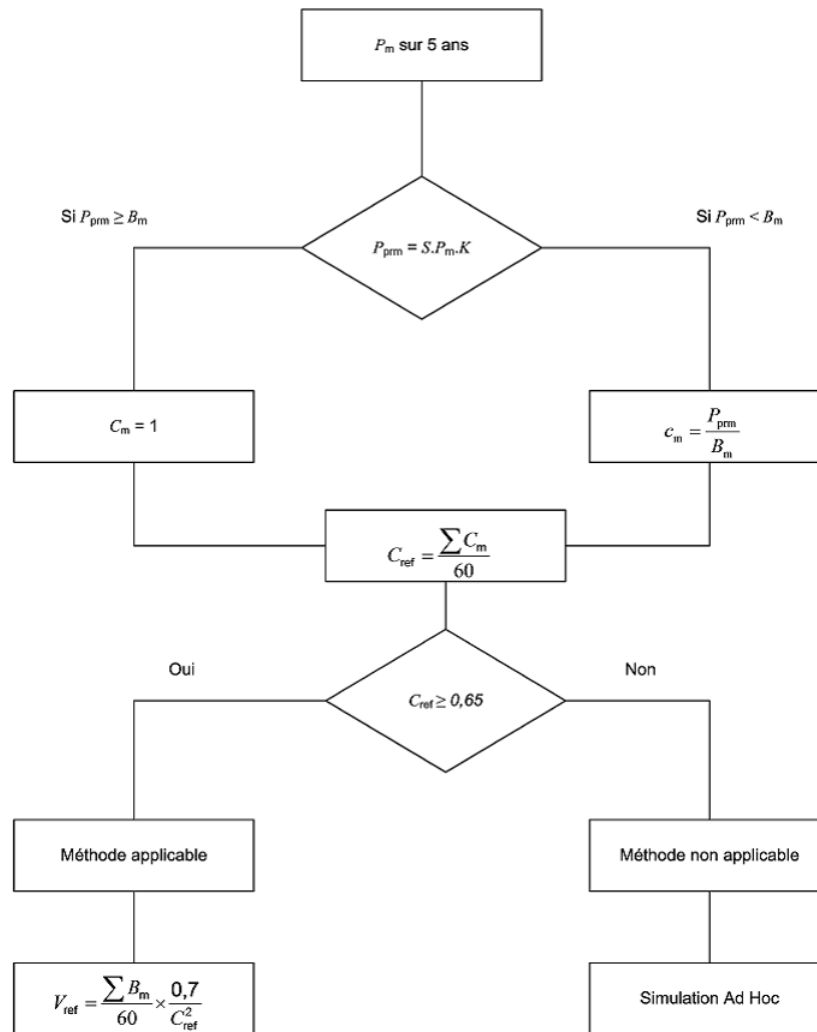 P_m sur 5 ans
Si P_prm ≥ B_m
Si P_prm < B_m
P_prm = S.P_m.K
C_m = 1
c_m = P_prm / B_m
C_ref = ∑ C_m / 60
Oui
Non
C_ref ≥ 0,65
Méthode applicable
Méthode non applicable
V_ref = ∑ B_m / 60 × 0,7 / C_ref^2
Simulation Ad Hoc